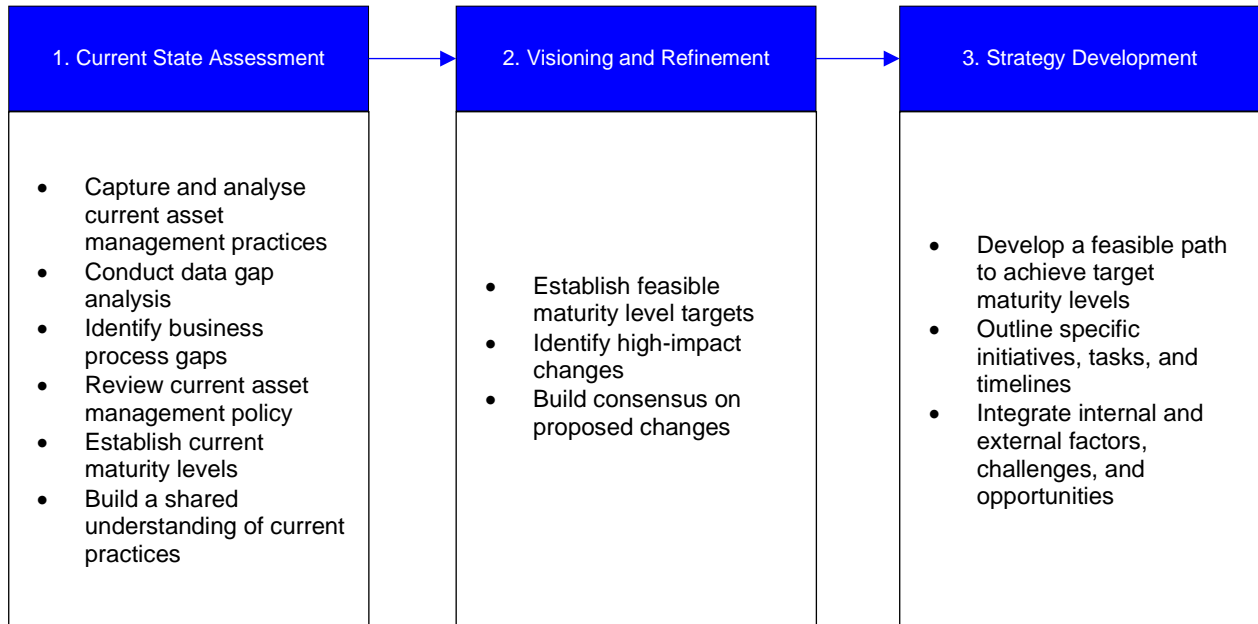 1. Current State Assessment
2. Visioning and Refinement
3. Strategy Development
• Capture and analyse
current asset
management practices
• Conduct data gap
analysis
• Identify business
process gaps
• Review current asset
management policy
• Establish current
maturity levels
• Build a shared
understanding of current
practices
• Establish feasible
maturity level targets
• Identify high-impact
changes
• Build consensus on
proposed changes
• Develop a feasible path
to achieve target
maturity levels
• Outline specific
initiatives, tasks, and
timelines
• Integrate internal and
external factors,
challenges, and
opportunities